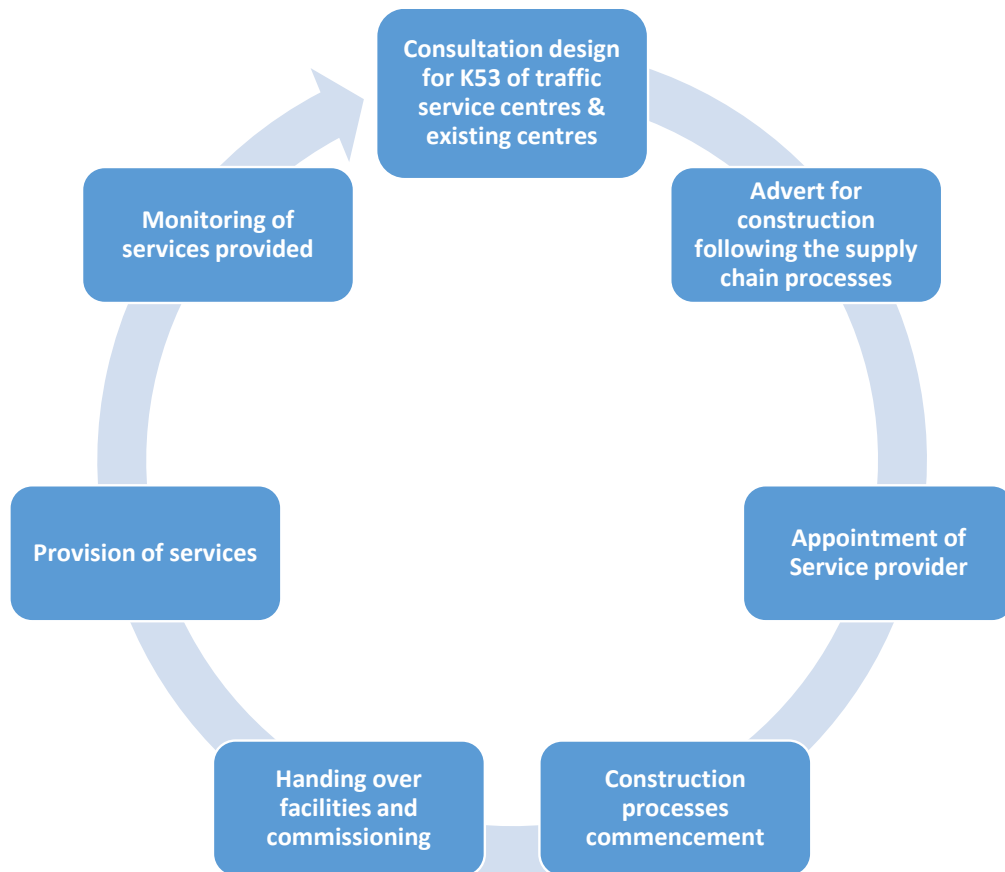 Consultation design
for K53 of traffic
service centres &
existing centres
Advert for
construction
following the supply
chain processes
Appointment of
Service provider
Construction
processes
commencement
Handing over
facilities and
commissioning
Provision of services
Monitoring of
services provided